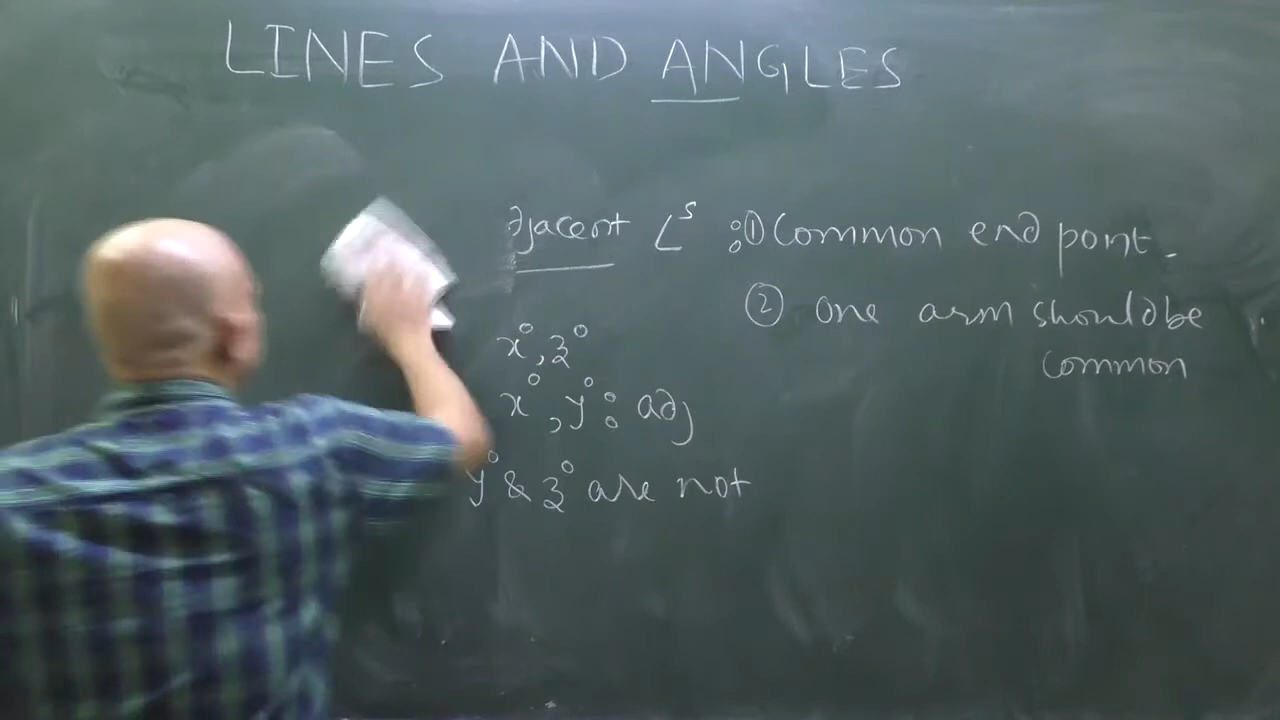 LINES AND ANGLES
djacent ∠s : ① Common end point.
② one arm should be
common
x°, z°
x°, y° : adj
y° & z° are not